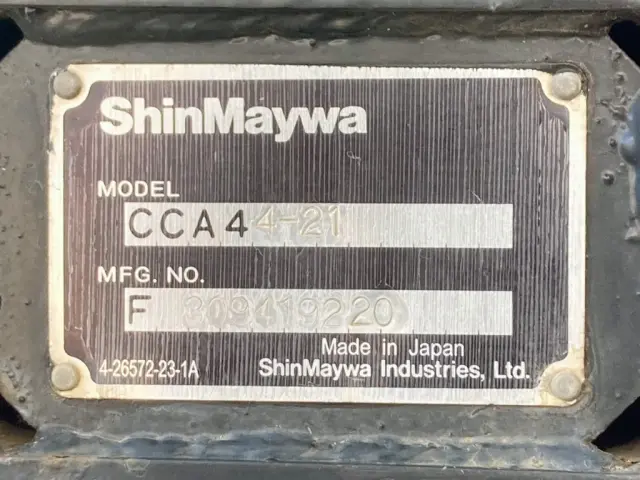 ShinMaywa
MODEL
CCA44-21
MFG. NO.
F 309419220
Made in Japan
4-26572-23-1A ShinMaywa Industries, Ltd.